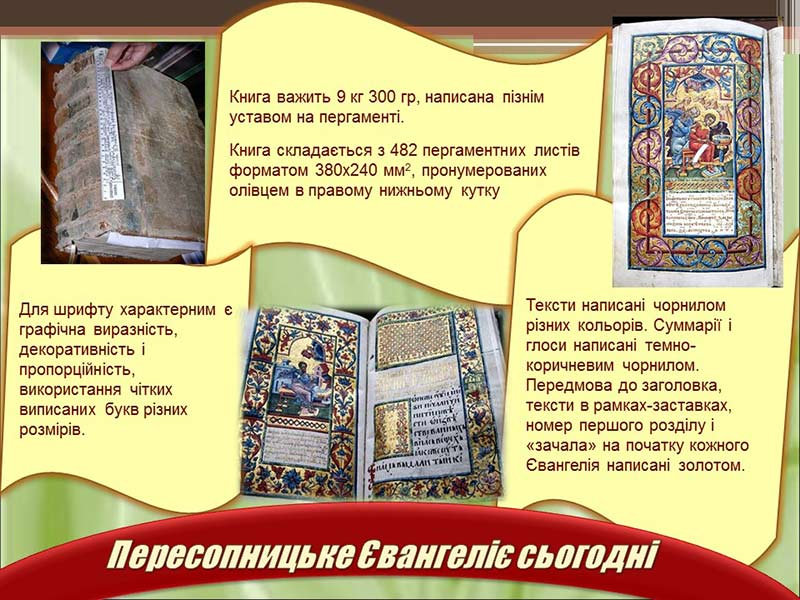 Книга важить 9 кг 300 гр, написана пізнім
уставом на пергаменті.
Книга складається з 482 пергаментних листів
форматом 380х240 мм², пронумерованих
олівцем в правому нижньому кутку
Для шрифту характерним є
графічна виразність,
декоративність і
пропорційність,
використання чітких
виписаних букв різних
розмірів.
Тексти написані чорнилом
різних кольорів. Суммарії і
глоси написані темно-
коричневим чорнилом.
Передмова до заголовка,
тексти в рамках-заставках,
номер першого розділу і
«зачала» на початку кожного
Євангелія написані золотом.
Пересопницьке Євангеліє сьогодні